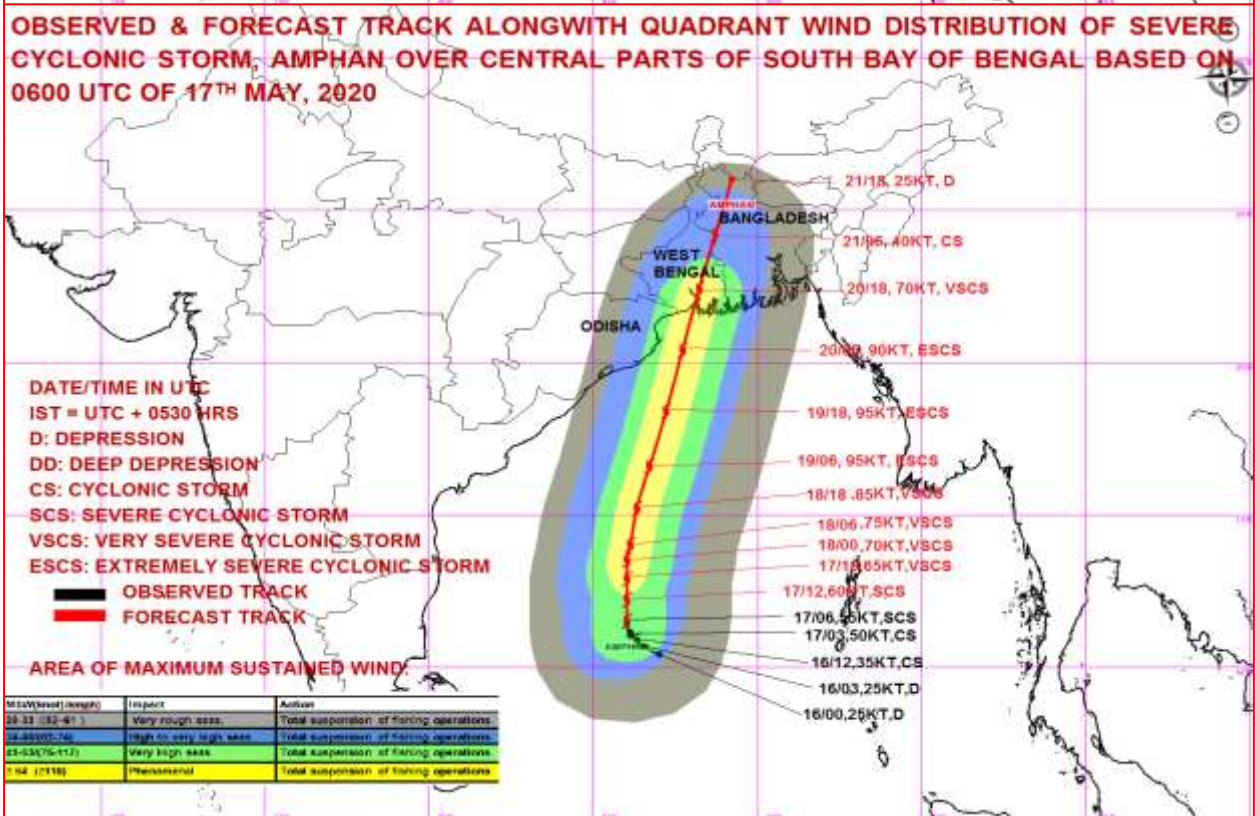 OBSERVED & FORECAST TRACK ALONGWITH QUADRANT WIND DISTRIBUTION OF SEVERE
CYCLONIC STORM, AMPHAN OVER CENTRAL PARTS OF SOUTH BAY OF BENGAL BASED ON
0600 UTC OF 17TH MAY, 2020
21/18, 25KT, D
AMPHAN
BANGLADESH
21/06, 40KT, CS
WEST
BENGAL
20/18, 70KT, VSCS
ODISHA
90KT, ESCS
19/18, 95KT, ESCS
19/06, 95KT, ESCS
18/18 .85KT,VSCS
18/06 ,75KT,VSCS
18/00 ,70KT,VSCS
65KT,VSCS
17/12,60KT,SCS
17/06,55KT,SCS
17/03,50KT,CS
16/12,35KT,CS
16/03,25KT,D
16/00,25KT,D
DATE/TIME IN UTC
IST = UTC + 0530 HRS
D: DEPRESSION
DD: DEEP DEPRESSION
CS: CYCLONIC STORM
SCS: SEVERE CYCLONIC STORM
VSCS: VERY SEVERE CYCLONIC STORM
ESCS: EXTREMELY SEVERE CYCLONIC STORM
OBSERVED TRACK
FORECAST TRACK
AREA OF MAXIMUM SUSTAINED WIND:
Impact Action
Very rough seas. Total suspension of fishing operations
High to very high seas Total suspension of fishing operations
Very high seas Total suspension of fishing operations
Phenomenal Total suspension of fishing operations